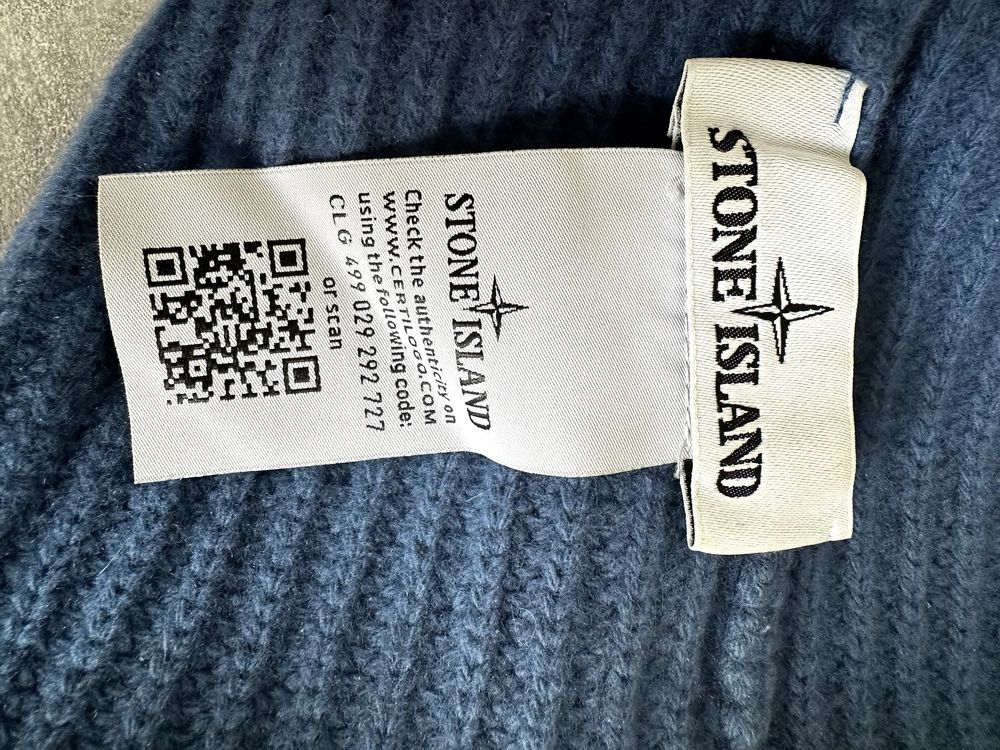 STONE ISLAND
STONE ISLAND
Check the authenticity on
WWW.CERTILOGO.COM
using the following code:
CLG 499 029 292 727
or scan